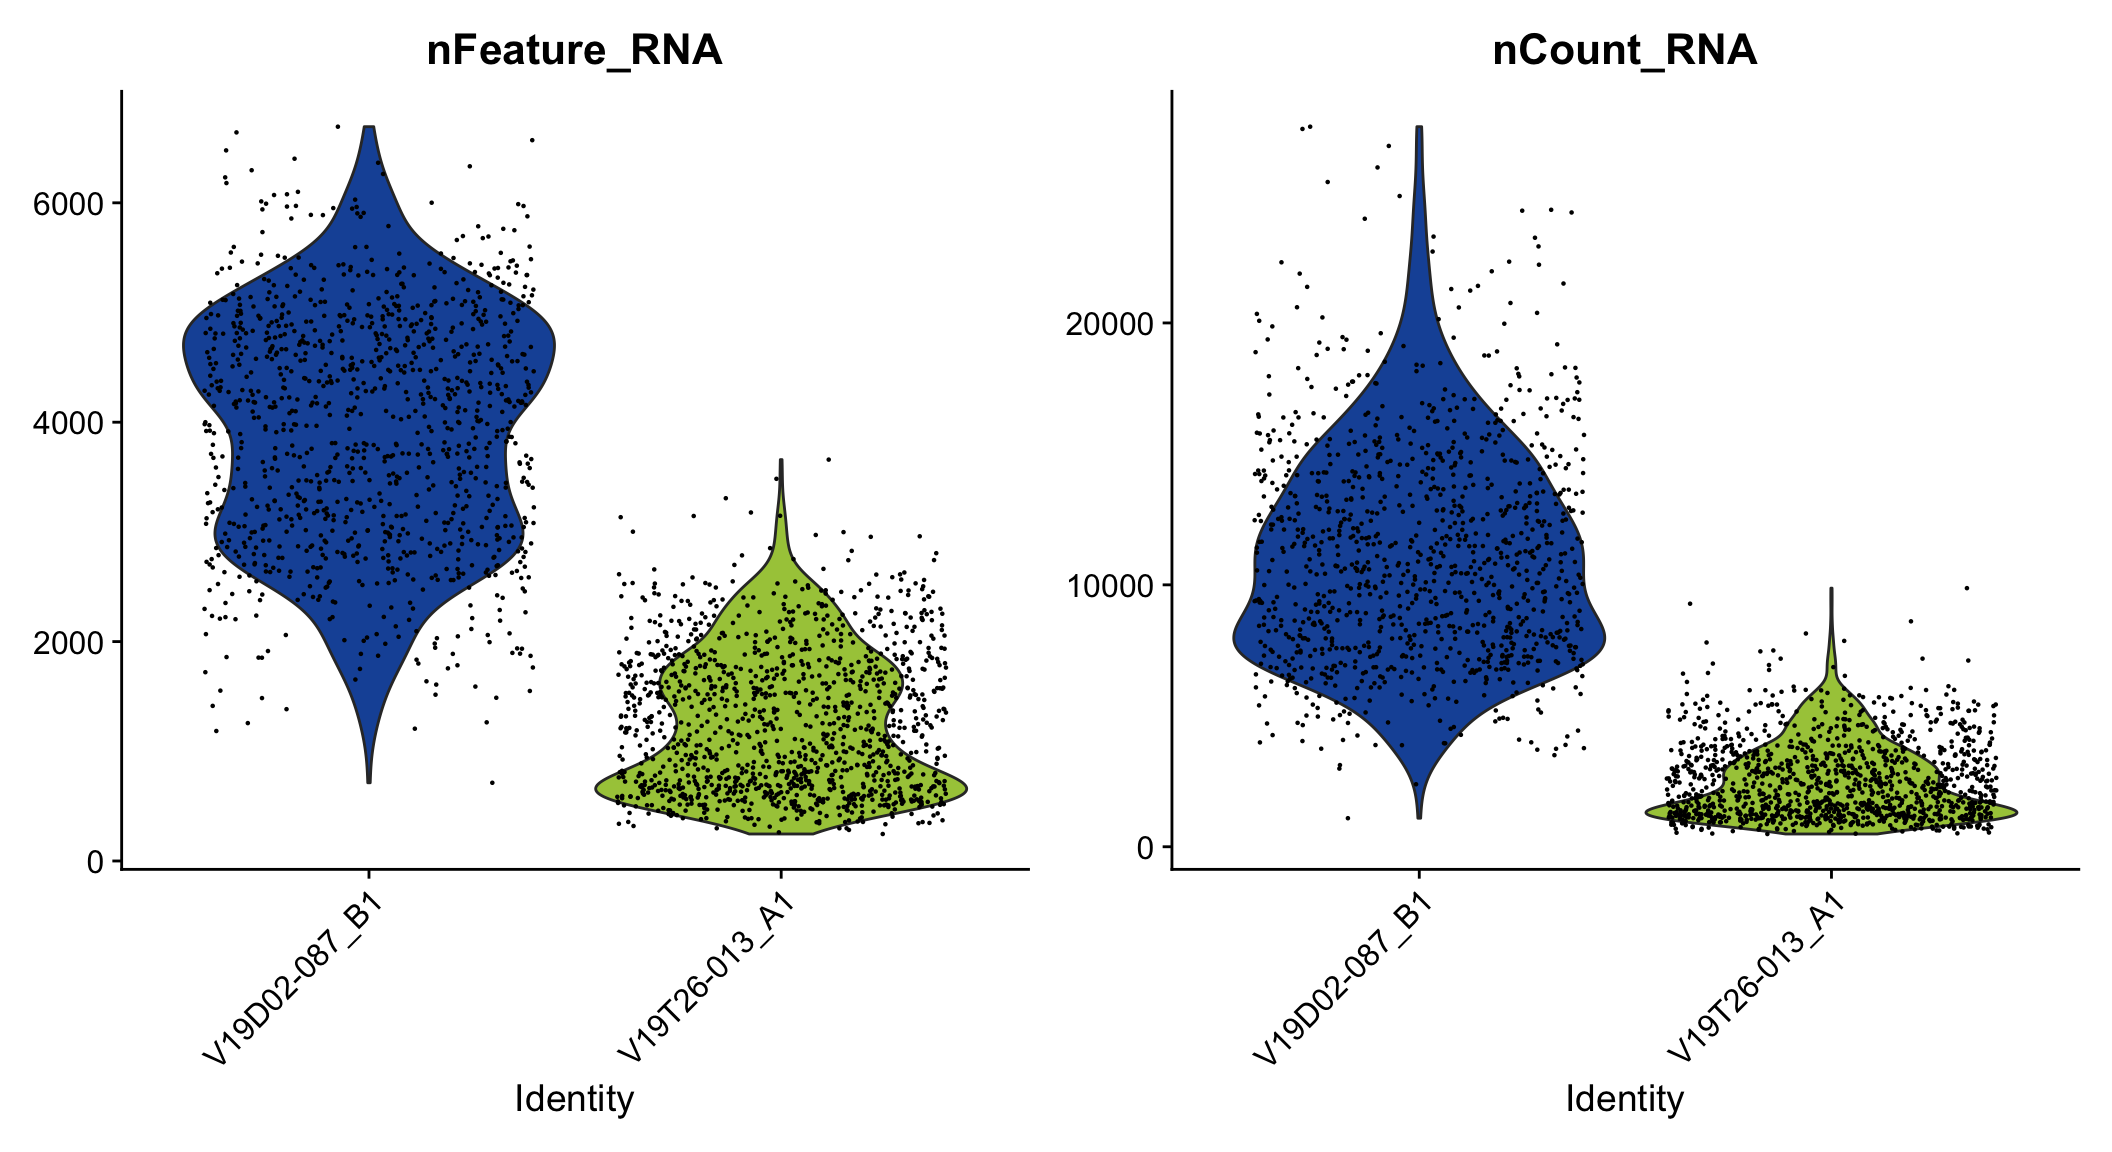 nFeature_RNA
6000
4000
2000
0
V19D02-087_B1
V19T26-013_A1
Identity
nCount_RNA
20000
10000
0
V19D02-087_B1
V19T26-013_A1
Identity